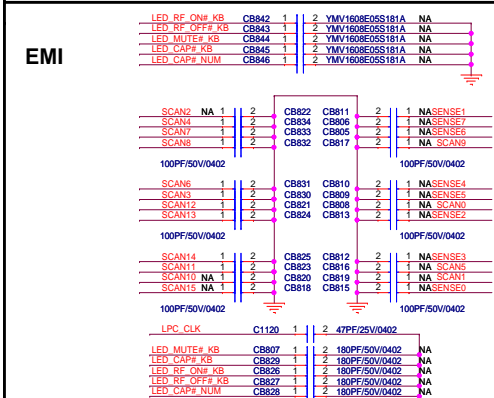 EMI
LED_RF_ON#_KB CB842 1 2 YMV1608E05S181A NA
LED_RF_OFF#_KB CB843 1 2 YMV1608E05S181A NA
LED_MUTE#_KB CB844 1 2 YMV1608E05S181A NA
LED_CAP#_KB CB845 1 2 YMV1608E05S181A NA
LED_CAP#_NUM CB846 1 2 YMV1608E05S181A NA
SCAN2 NA 1 2 CB822 CB811 2 1 NA SENSE1
SCAN4 1 2 CB834 CB806 2 1 NA SENSE7
SCAN7 1 2 CB833 CB805 2 1 NA SENSE6
SCAN8 1 2 CB832 CB817 2 1 NA SCAN9
100PF/50V/0402 100PF/50V/0402
SCAN6 1 2 CB831 CB810 2 1 NA SENSE4
SCAN3 1 2 CB830 CB809 2 1 NA SENSE5
SCAN12 1 2 CB821 CB808 2 1 NA SCAN0
SCAN13 1 2 CB824 CB813 2 1 NA SENSE2
100PF/50V/0402 100PF/50V/0402
SCAN14 1 2 CB825 CB812 2 1 NA SENSE3
SCAN11 1 2 CB823 CB816 2 1 NA SCAN5
SCAN10 NA 1 2 CB820 CB819 2 1 NA SCAN1
SCAN15 NA 1 2 CB818 CB815 2 1 NA SENSE0
100PF/50V/0402 100PF/50V/0402
LPC_CLK C1120 1 2 47PF/25V/0402
LED_MUTE#_KB CB807 1 2 180PF/50V/0402 NA
LED_CAP#_KB CB829 1 2 180PF/50V/0402 NA
LED_RF_ON#_KB CB826 1 2 180PF/50V/0402 NA
LED_RF_OFF#_KB CB827 1 2 180PF/50V/0402 NA
LED_CAP#_NUM CB828 1 2 180PF/50V/0402 NA